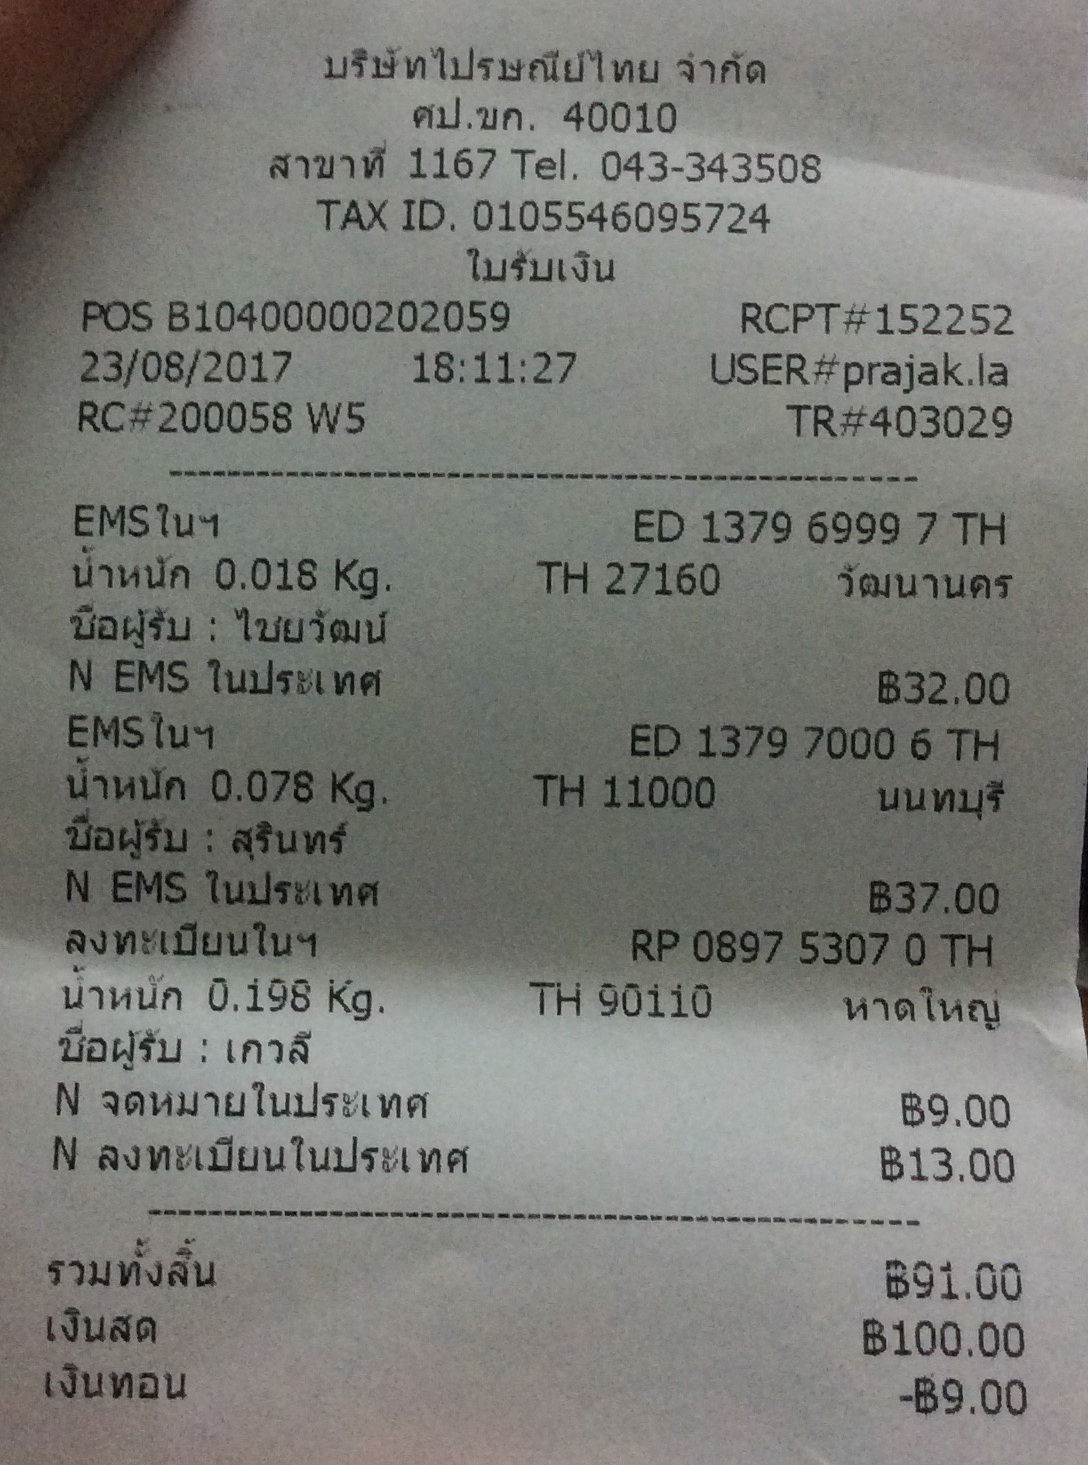 บริษัทไปรษณีย์ไทย จำกัด
ศป.ขก. 40010
สาขาที่ 1167 Tel. 043-343508
TAX ID. 0105546095724
ใบรับเงิน
POS B10400000202059 RCPT#152252
23/08/2017 18:11:27 USER#prajak.la
RC#200058 W5 TR#403029
EMSในฯ ED 1379 6999 7 TH
น้ำหนัก 0.018 Kg. TH 27160 วัฒนานคร
ชื่อผู้รับ : ไชยวัฒน์
N EMS ในประเทศ ฿32.00
EMSในฯ ED 1379 7000 6 TH
น้ำหนัก 0.078 Kg. TH 11000 นนทบุรี
ชื่อผู้รับ : สุรินทร์
N EMS ในประเทศ ฿37.00
ลงทะเบียนในฯ RP 0897 5307 0 TH
น้ำหนัก 0.198 Kg. TH 90110 หาดใหญ่
ชื่อผู้รับ : เกวลี
N จดหมายในประเทศ ฿9.00
N ลงทะเบียนในประเทศ ฿13.00
รวมทั้งสิ้น ฿91.00
เงินสด ฿100.00
เงินทอน -฿9.00